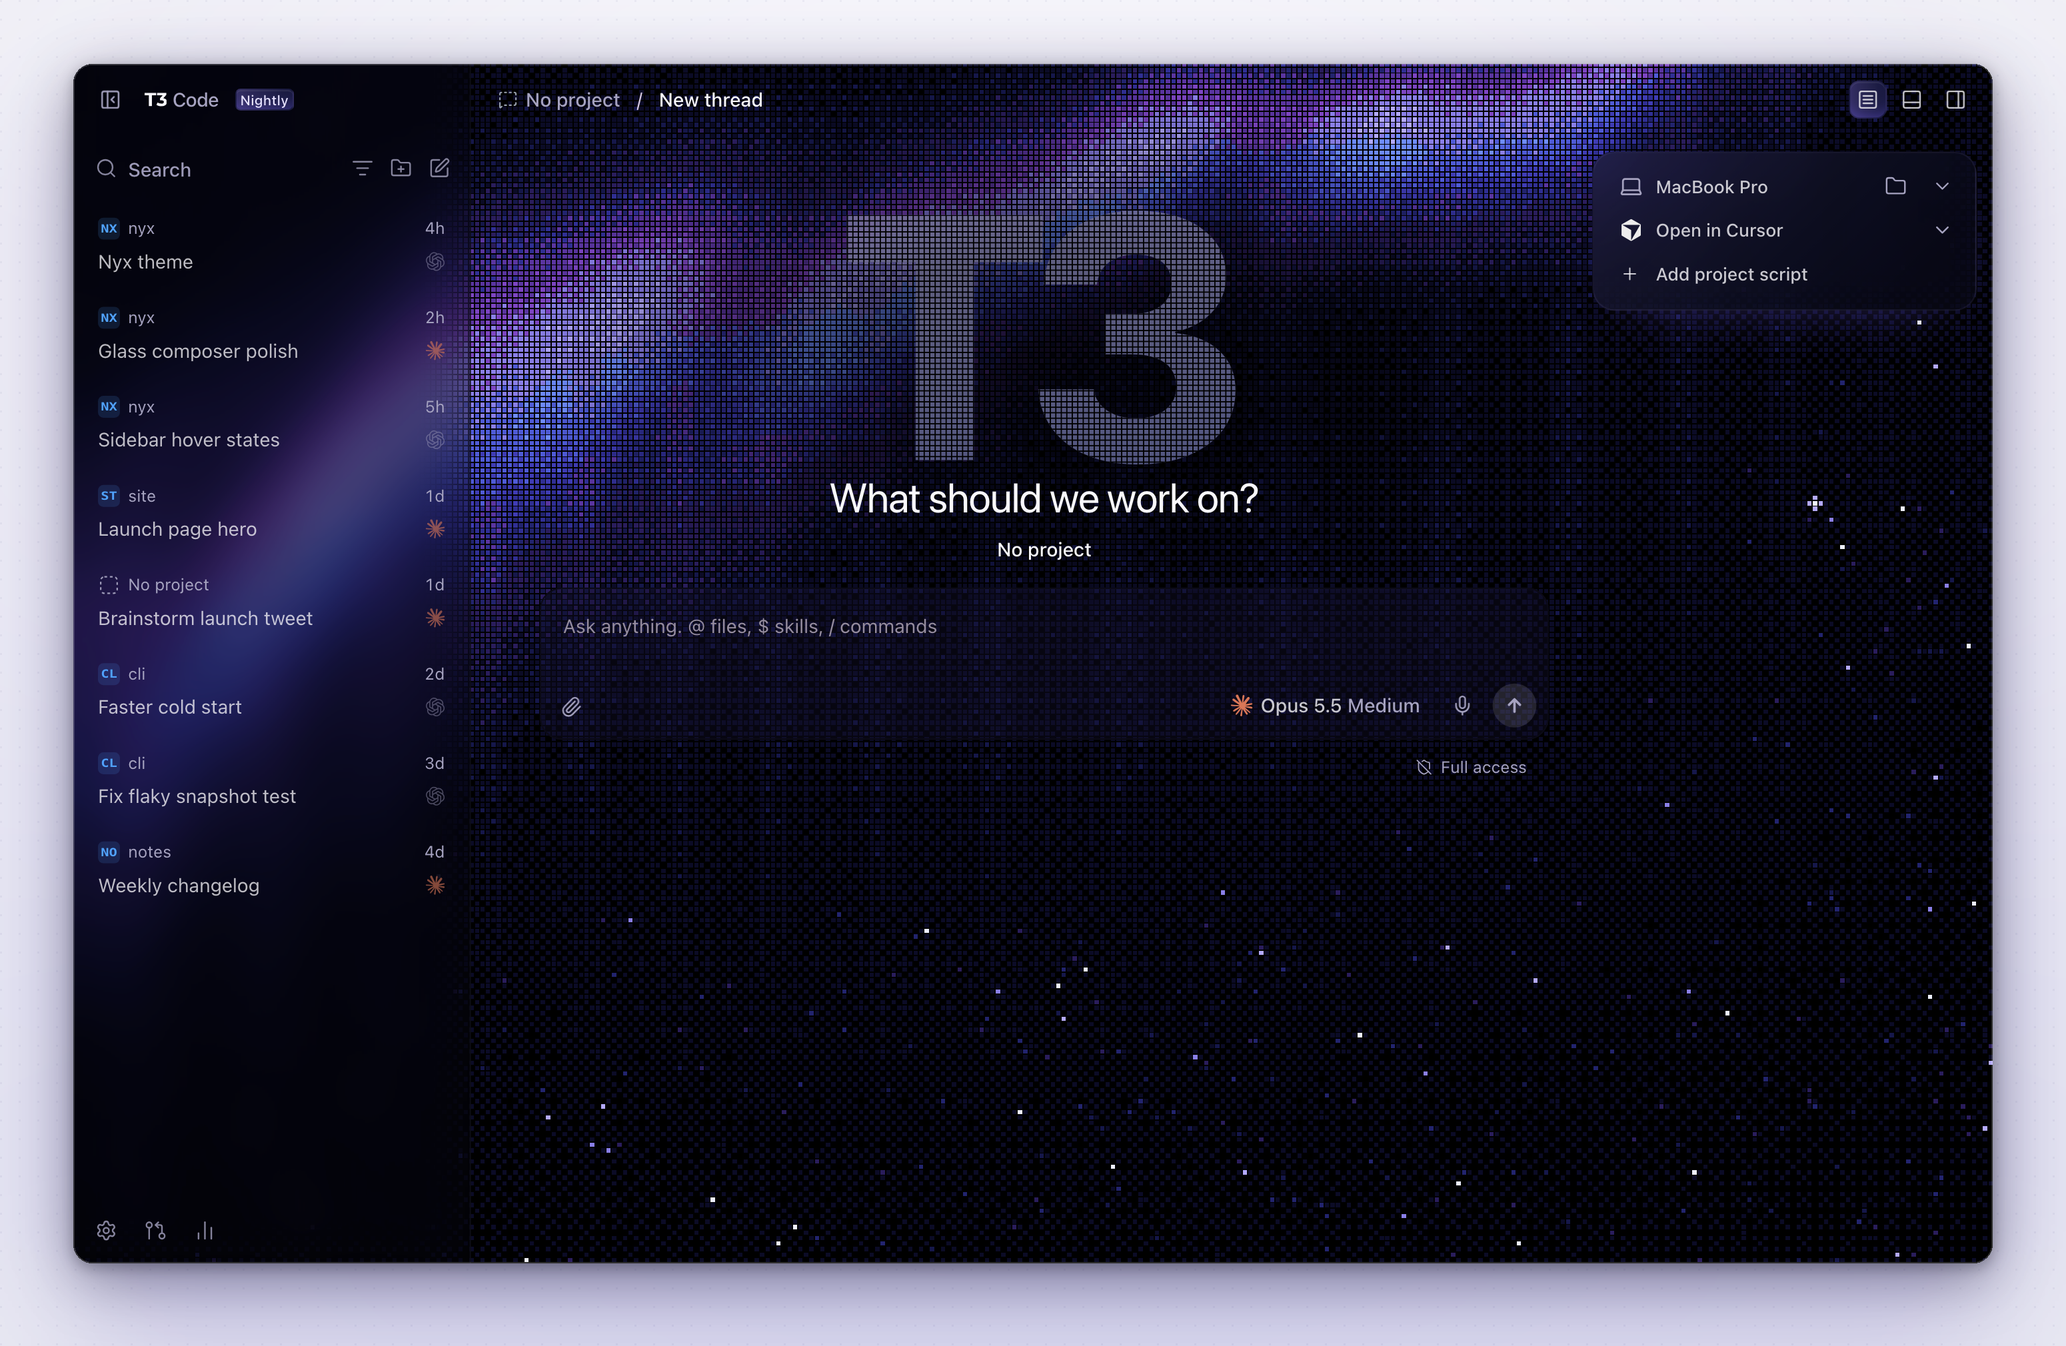 T3 Code Nightly
No project / New thread
Search
NX nyx 4h
Nyx theme
NX nyx 2h
Glass composer polish
NX nyx 5h
Sidebar hover states
ST site 1d
Launch page hero
No project 1d
Brainstorm launch tweet
CL cli 2d
Faster cold start
CL cli 3d
Fix flaky snapshot test
NO notes 4d
Weekly changelog
MacBook Pro
Open in Cursor
Add project script
T3
What should we work on?
No project
Ask anything. @ files, $ skills, / commands
Opus 5.5 Medium
Full access